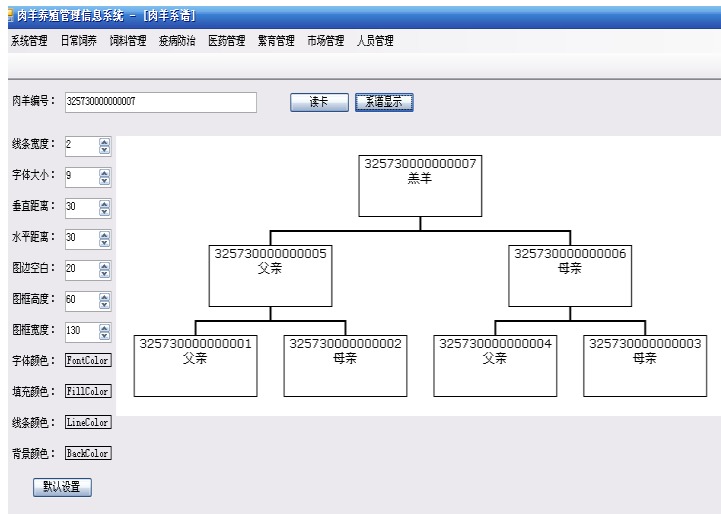 肉羊养殖管理信息系统 - [肉羊系谱]
系统管理 日常饲养 饲料管理 疫病防治 医药管理 繁育管理 市场管理 人员管理
肉羊编号： 325730000000007 读卡 系谱显示
线条宽度： 2
字体大小： 9
垂直距离： 30
水平距离： 30
图边空白： 20
图框高度： 60
图框宽度： 130
字体颜色： FontColor
填充颜色： FillColor
线条颜色： LineColor
背景颜色： BackColor
默认设置
325730000000007
羔羊
325730000000005
父亲
325730000000006
母亲
325730000000001
父亲
325730000000002
母亲
325730000000004
父亲
325730000000003
母亲